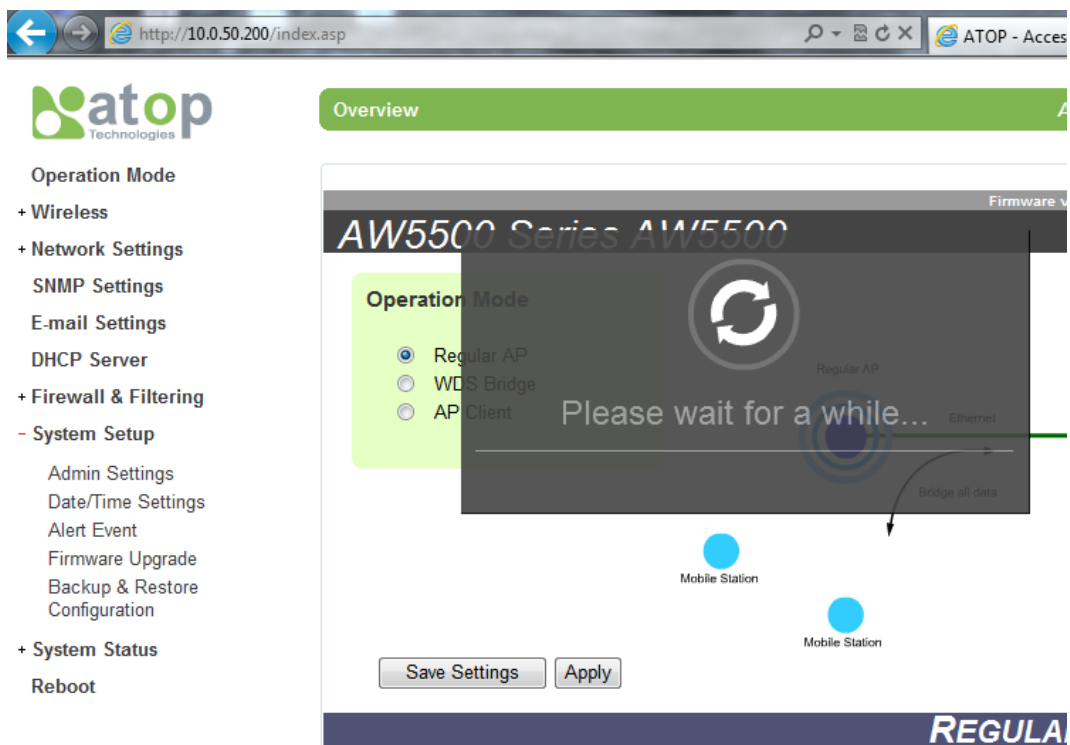 http://10.0.50.200/index.asp
ATOP - Acces
atop
Technologies
Overview
Operation Mode
+ Wireless
+ Network Settings
SNMP Settings
E-mail Settings
DHCP Server
+ Firewall & Filtering
- System Setup
Admin Settings
Date/Time Settings
Alert Event
Firmware Upgrade
Backup & Restore
Configuration
+ System Status
Reboot
Firmware v
AW5500 Series AW5500
Operation Mode
Regular AP
WDS Bridge
AP Client
Please wait for a while...
Regular AP
Ethernet
Bridge all data
Mobile Station
Mobile Station
Save Settings
Apply
REGULAR